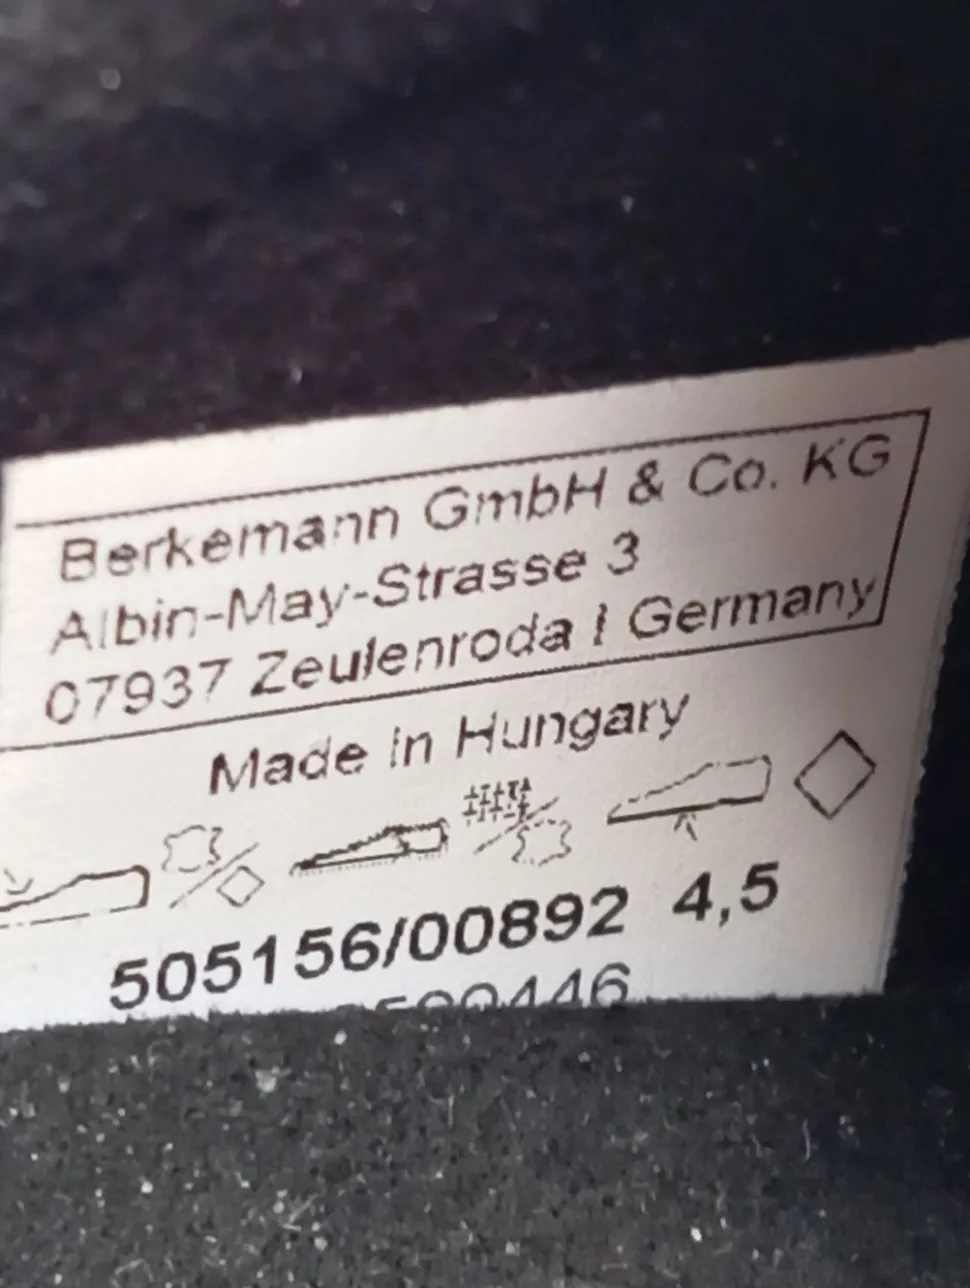 Berkemann GmbH & Co. KG
Albin-May-Strasse 3
07937 Zeulenroda | Germany
Made in Hungary
505156/00892 4,5